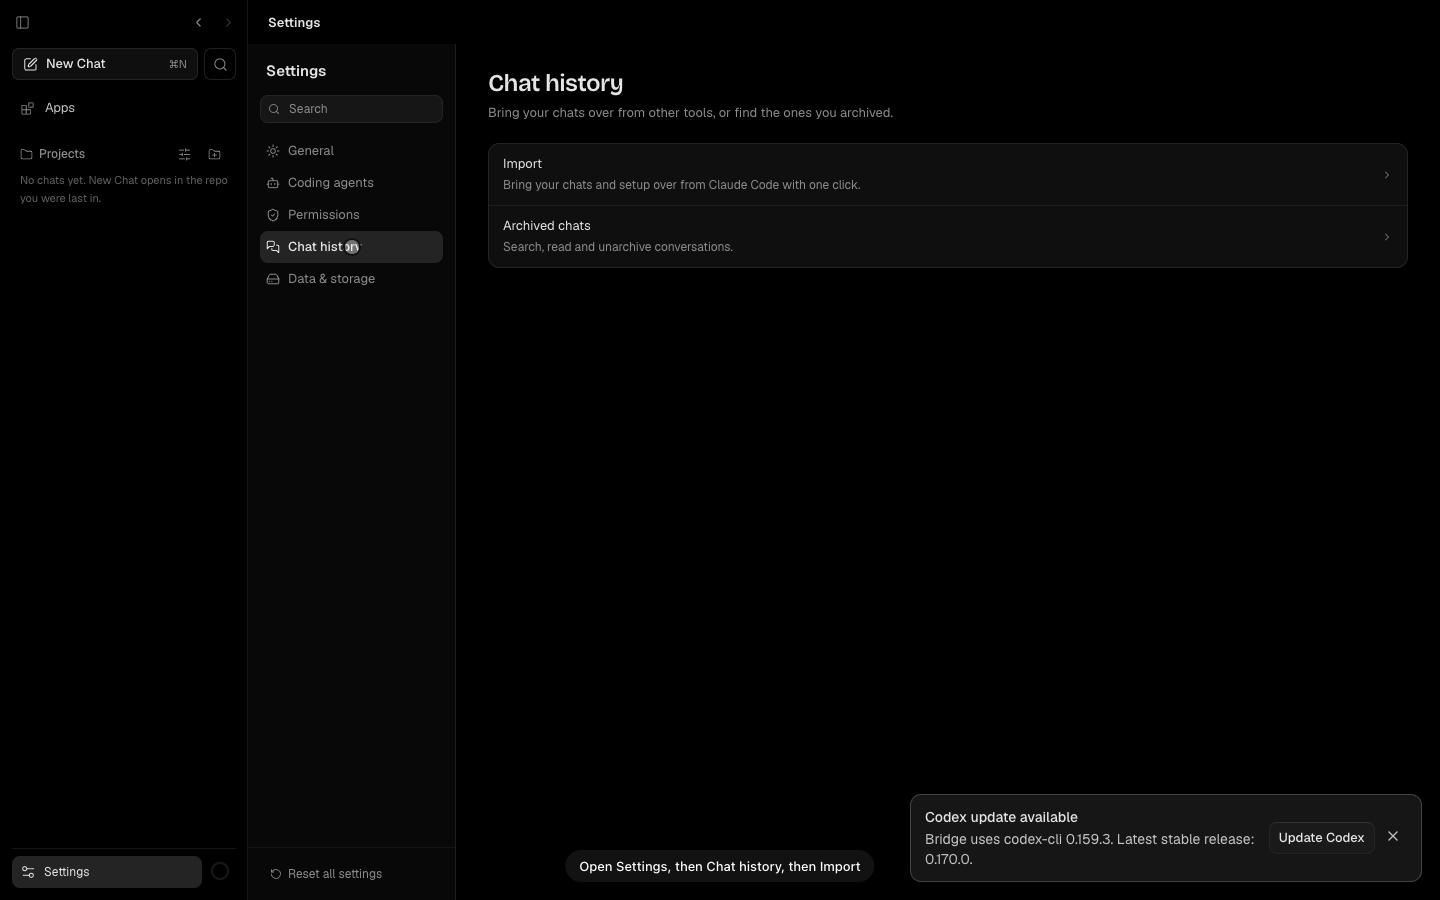 Settings
New Chat ⌘N
Apps
Projects
No chats yet. New Chat opens in the repo
you were last in.
Settings
Settings
Search
General
Coding agents
Permissions
Chat history
Data & storage
Reset all settings
Chat history
Bring your chats over from other tools, or find the ones you archived.
Import
Bring your chats and setup over from Claude Code with one click.
Archived chats
Search, read and unarchive conversations.
Open Settings, then Chat history, then Import
Codex update available
Bridge uses codex-cli 0.159.3. Latest stable release:
0.170.0.
Update Codex